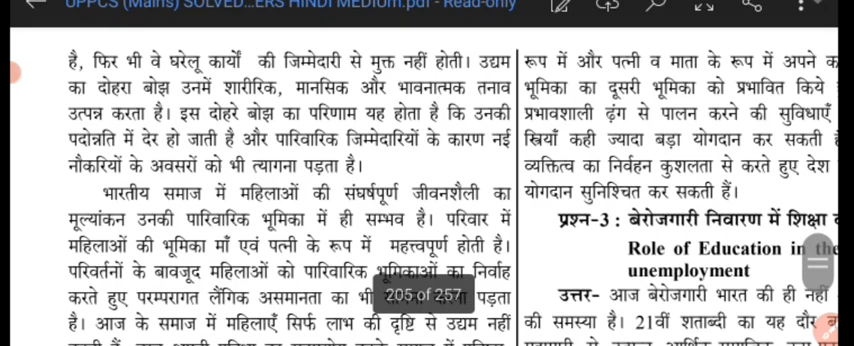 UPPCS (Mains) SOLVED...ERS HINDI MEDIUM.pdf - Read-only
है, फिर भी वे घरेलू कार्यों की जिम्मेदारी से मुक्त नहीं होती। उद्यम
का दोहरा बोझ उनमें शारीरिक, मानसिक और भावनात्मक तनाव
उत्पन्न करता है। इस दोहरे बोझ का परिणाम यह होता है कि उनकी
पदोन्नति में देर हो जाती है और पारिवारिक जिम्मेदारियों के कारण नई
नौकरियों के अवसरों को भी त्यागना पड़ता है।
भारतीय समाज में महिलाओं की संघर्षपूर्ण जीवनशैली का
मूल्यांकन उनकी पारिवारिक भूमिका में ही सम्भव है। परिवार में
महिलाओं की भूमिका माँ एवं पत्नी के रूप में महत्त्वपूर्ण होती है।
परिवर्तनों के बावजूद महिलाओं को पारिवारिक भूमिकाओं का निर्वाह
करते हुए परम्परागत लैंगिक असमानता का भी पड़ता
है। आज के समाज में महिलाएँ सिर्फ लाभ की दृष्टि से उद्यम नहीं
205 of 257
रूप में और पत्नी व माता के रूप में अपने
भूमिका का दूसरी भूमिका को प्रभावित किये
प्रभावशाली ढ़ंग से पालन करने की सुविधाएँ
स्त्रियाँ कही ज्यादा बड़ा योगदान कर सकती
व्यक्तित्व का निर्वहन कुशलता से करते हुए देश
योगदान सुनिश्चित कर सकती हैं।
प्रश्न-3 : बेरोजगारी निवारण में शिक्षा
Role of Education in the
unemployment
उत्तर- आज बेरोजगारी भारत की ही नहीं
की समस्या है। 21वीं शताब्दी का यह दौर